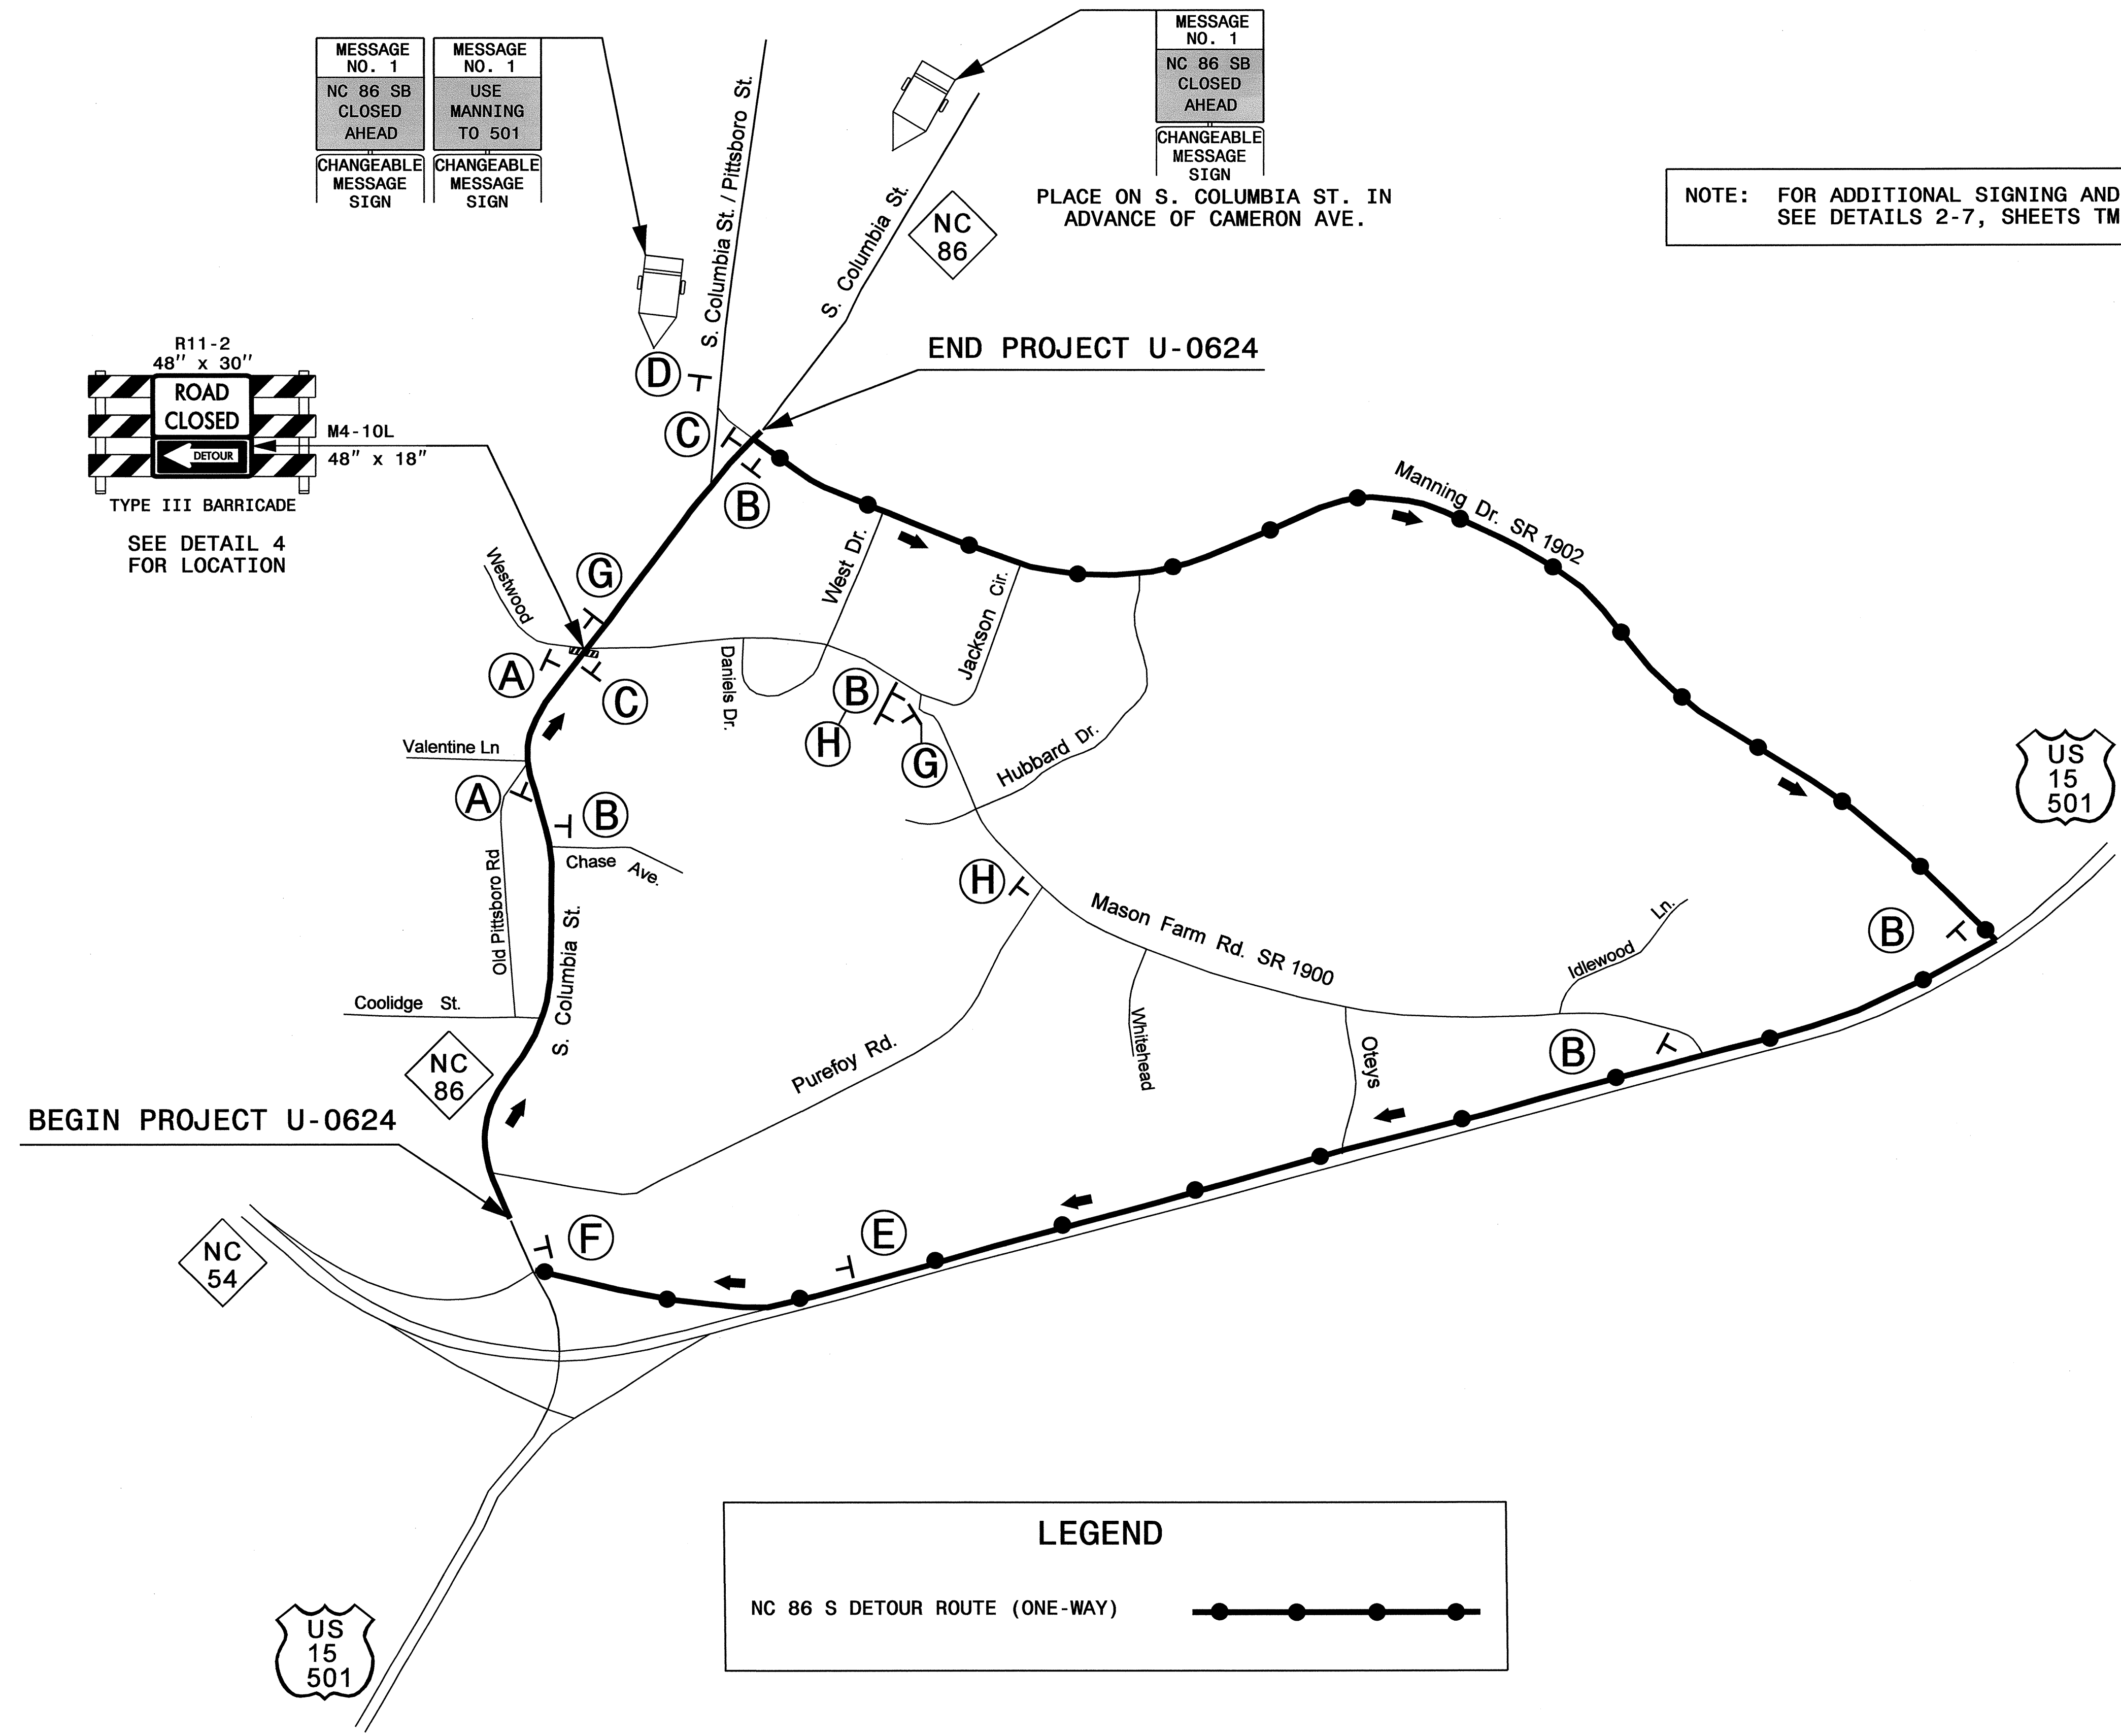 MESSAGE
NO. 1
NC 86 SB
CLOSED
AHEAD
CHANGEABLE
MESSAGE
SIGN
MESSAGE
NO. 1
USE
MANNING
TO 501
CHANGEABLE
MESSAGE
SIGN
MESSAGE
NO. 1
NC 86 SB
CLOSED
AHEAD
CHANGEABLE
MESSAGE
SIGN
PLACE ON S. COLUMBIA ST. IN
ADVANCE OF CAMERON AVE.
NOTE: FOR ADDITIONAL SIGNING AND
SEE DETAILS 2-7, SHEETS TM
S. Columbia St. / Pittsboro St.
S. Columbia St.
NC
86
END PROJECT U-0624
R11-2
48" x 30"
ROAD
CLOSED
DETOUR
M4-10L
48" x 18"
TYPE III BARRICADE
SEE DETAIL 4
FOR LOCATION
D
C
B
G
A
C
Westwood
West Dr.
Daniels Dr.
Jackson Cir.
Manning Dr. SR 1902
B
H
G
Hubbard Dr.
Valentine Ln
A
B
Chase Ave.
Old Pittsboro Rd
S. Columbia St.
Coolidge St.
H
Mason Farm Rd. SR 1900
Purefoy Rd.
Whitehead
Oteys
Idlewood Ln.
B
B
US
15
501
NC
86
BEGIN PROJECT U-0624
NC
54
F
E
US
15
501
LEGEND
NC 86 S DETOUR ROUTE (ONE-WAY)